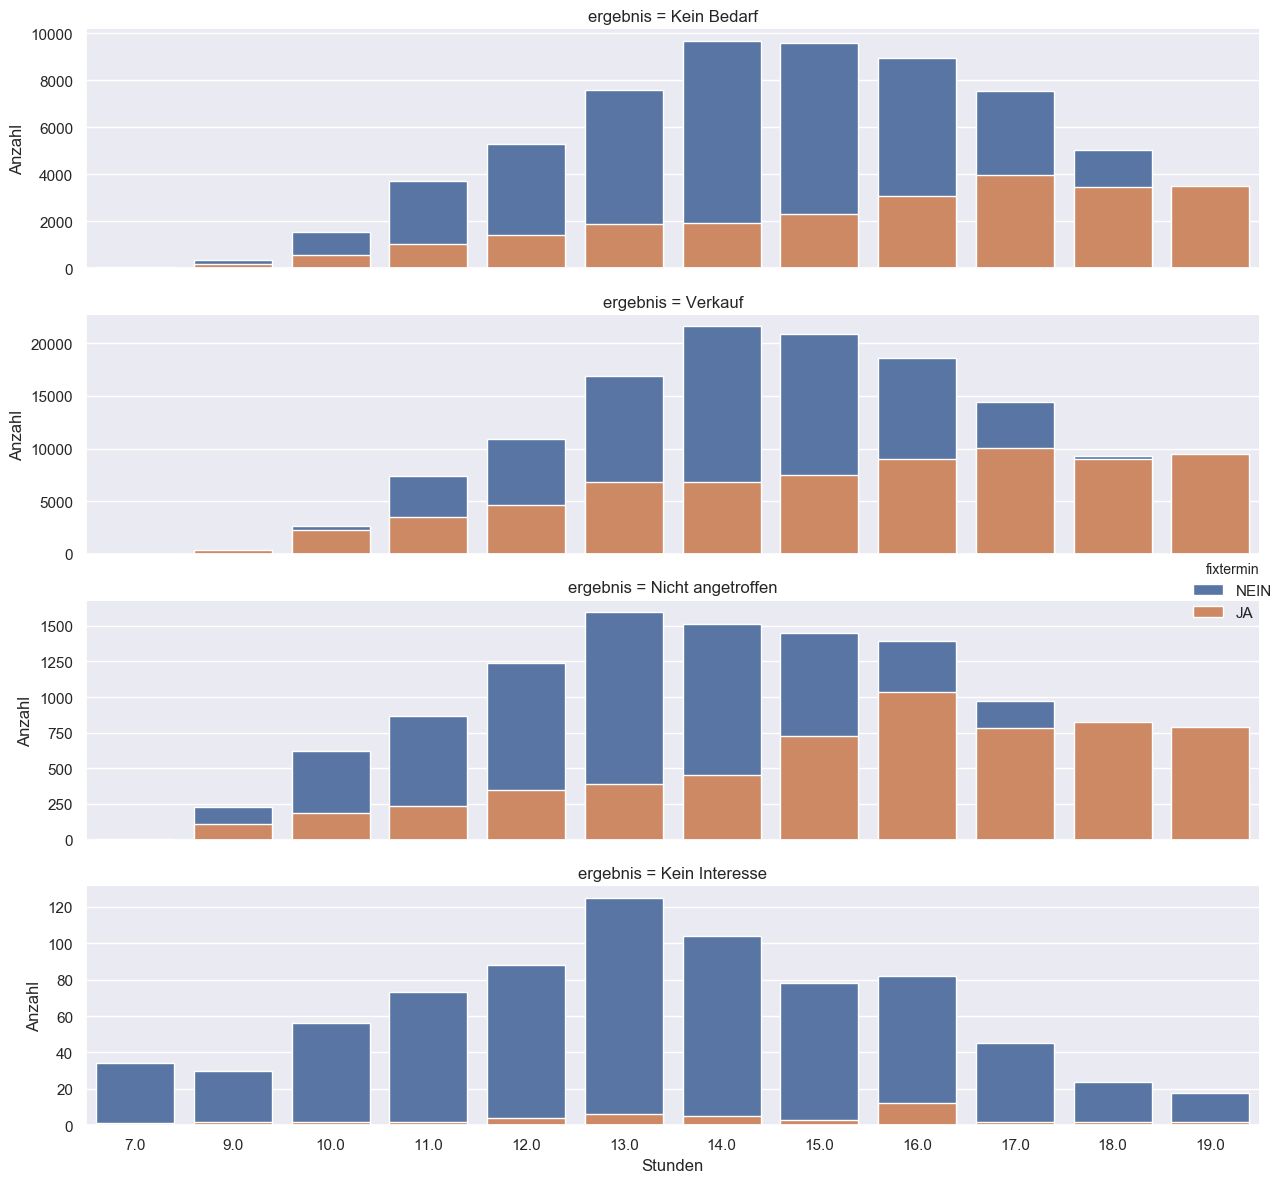 ergebnis = Kein Bedarf
10000
8000
6000
4000
2000
0
Anzahl
ergebnis = Verkauf
20000
15000
10000
5000
0
Anzahl
fixtermin
NEIN
JA
ergebnis = Nicht angetroffen
1500
1250
1000
750
500
250
0
Anzahl
ergebnis = Kein Interesse
120
100
80
60
40
20
0
Anzahl
7.0 9.0 10.0 11.0 12.0 13.0 14.0 15.0 16.0 17.0 18.0 19.0
Stunden